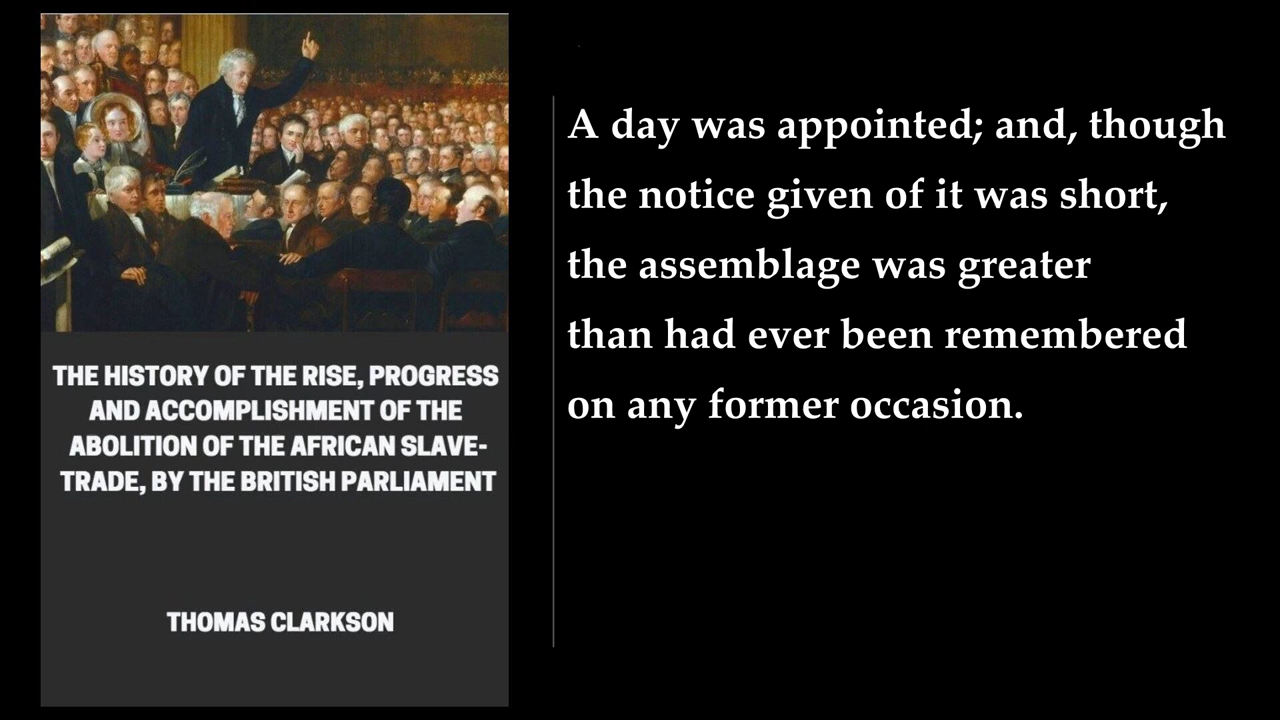 THE HISTORY OF THE RISE, PROGRESS
AND ACCOMPLISHMENT OF THE
ABOLITION OF THE AFRICAN SLAVE-
TRADE, BY THE BRITISH PARLIAMENT
THOMAS CLARKSON
A day was appointed; and, though
the notice given of it was short,
the assemblage was greater
than had ever been remembered
on any former occasion.